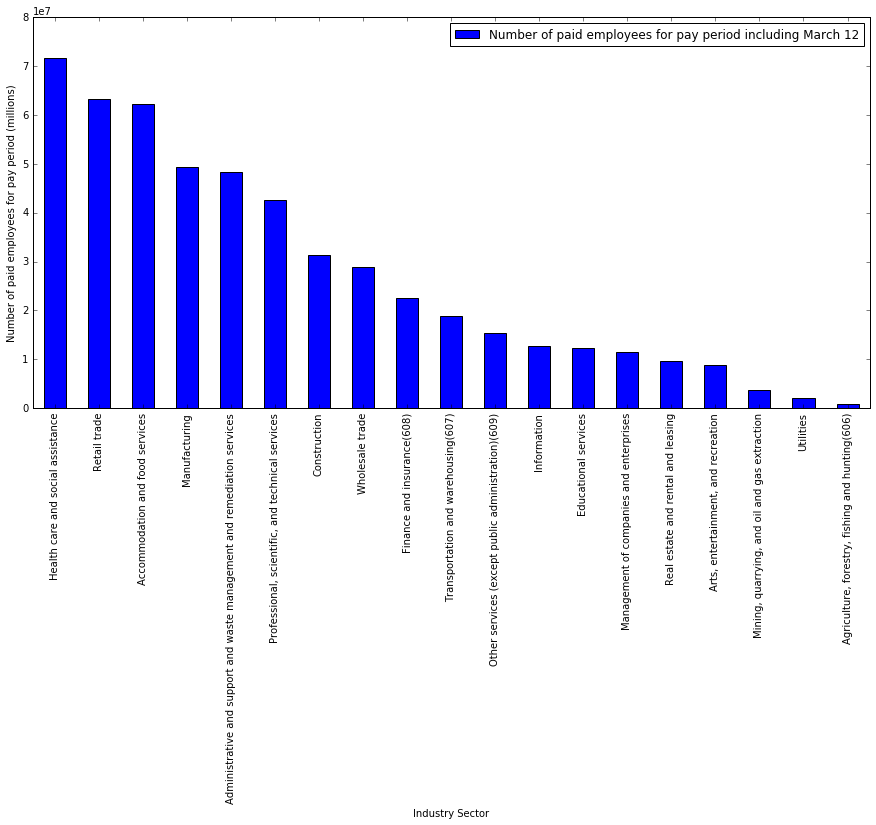 1e7
Number of paid employees for pay period including March 12
8
7
6
5
4
3
2
1
0
Number of paid employees for pay period (millions)
Health care and social assistance
Retail trade
Accommodation and food services
Manufacturing
Administrative and support and waste management and remediation services
Professional, scientific, and technical services
Construction
Wholesale trade
Finance and insurance(608)
Transportation and warehousing(607)
Other services (except public administration)(609)
Information
Educational services
Management of companies and enterprises
Real estate and rental and leasing
Arts, entertainment, and recreation
Mining, quarrying, and oil and gas extraction
Utilities
Agriculture, forestry, fishing and hunting(606)
Industry Sector